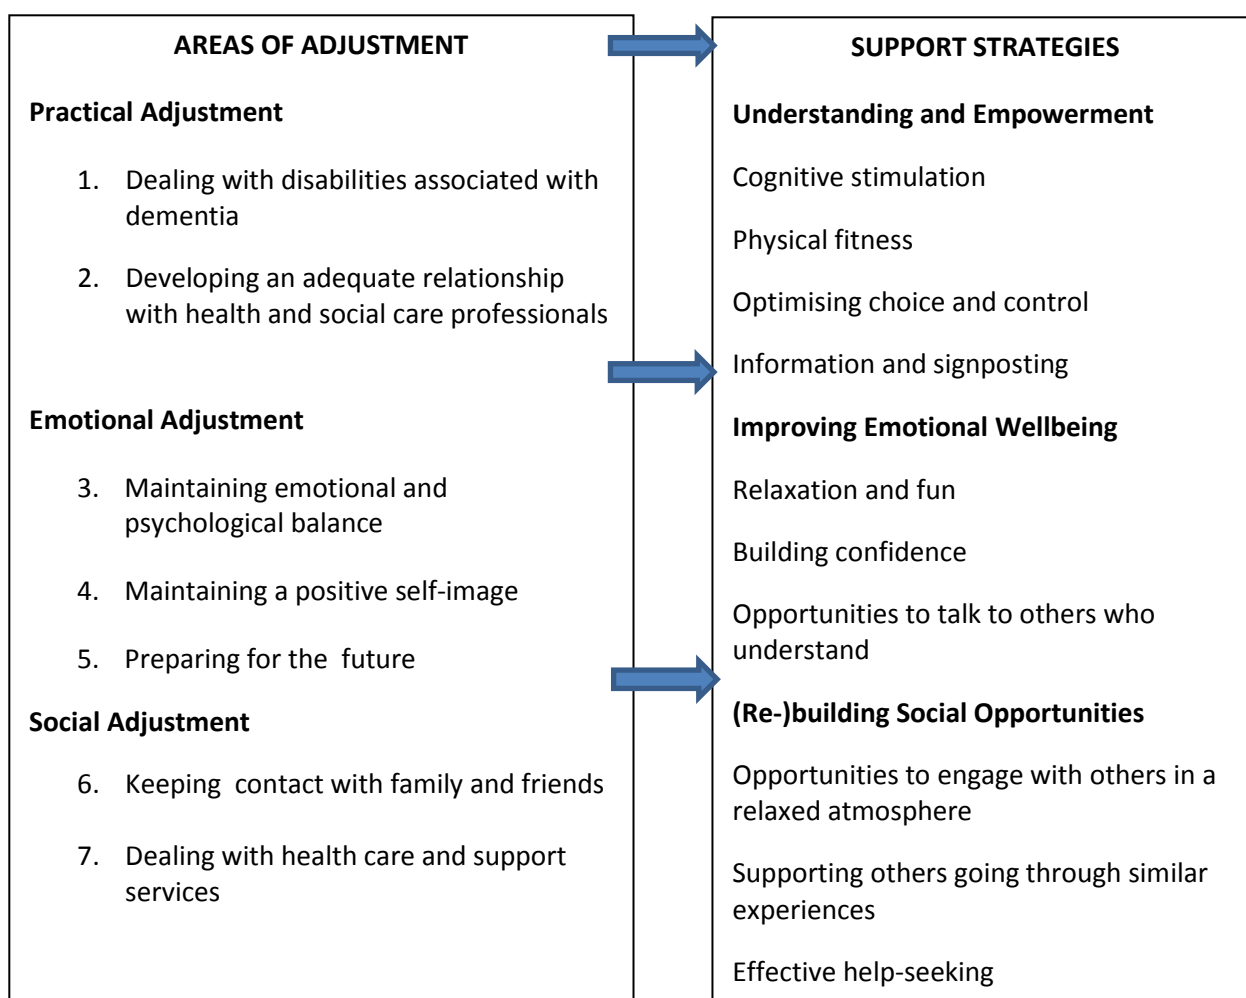 AREAS OF ADJUSTMENT
Practical Adjustment
1. Dealing with disabilities associated with
dementia
2. Developing an adequate relationship
with health and social care professionals
Emotional Adjustment
3. Maintaining emotional and
psychological balance
4. Maintaining a positive self-image
5. Preparing for the future
Social Adjustment
6. Keeping contact with family and friends
7. Dealing with health care and support
services
SUPPORT STRATEGIES
Understanding and Empowerment
Cognitive stimulation
Physical fitness
Optimising choice and control
Information and signposting
Improving Emotional Wellbeing
Relaxation and fun
Building confidence
Opportunities to talk to others who
understand
(Re-)building Social Opportunities
Opportunities to engage with others in a
relaxed atmosphere
Supporting others going through similar
experiences
Effective help-seeking